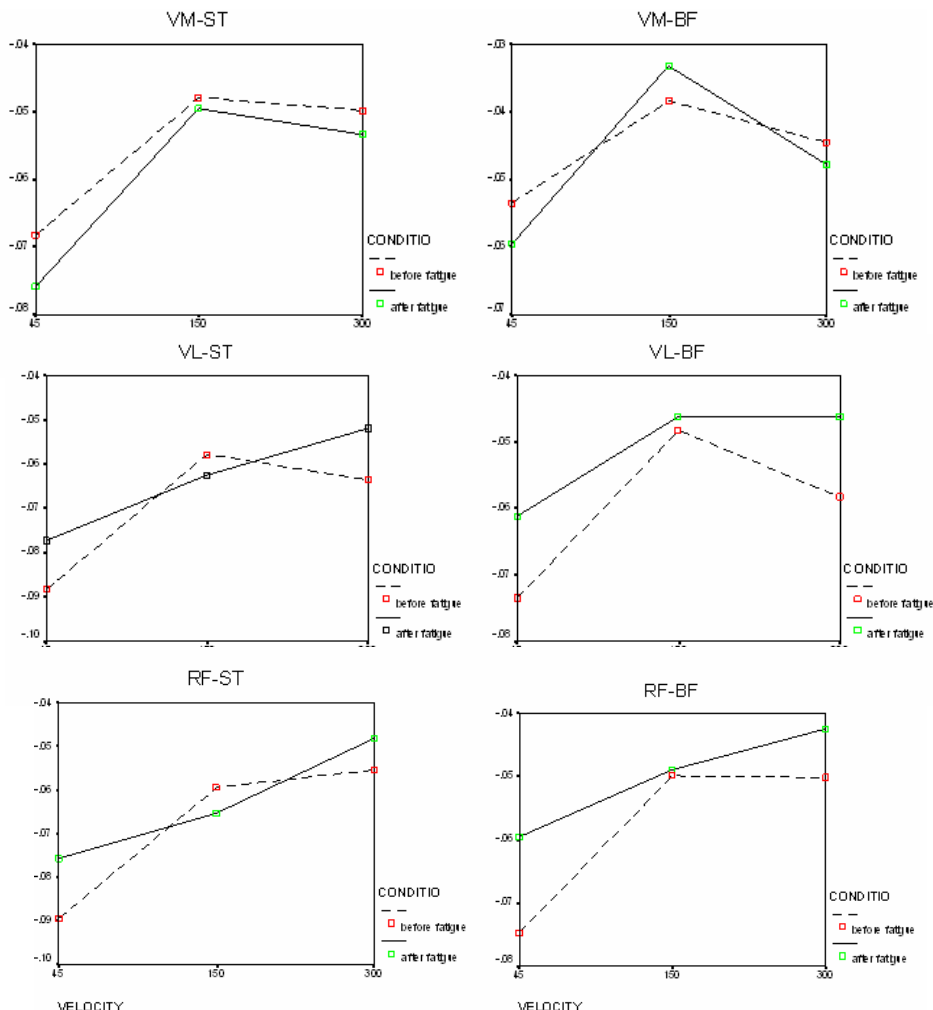 VM-ST
-.04
-.05
-.06
-.07
-.08
45
150
300
CONDITIO
before fatigue
after fatigue
VM-BF
-.03
-.04
-.05
-.06
-.07
45
150
300
CONDITIO
before fatigue
after fatigue
VL-ST
-.04
-.05
-.06
-.07
-.08
-.09
-.10
CONDITIO
before fatigue
after fatigue
VL-BF
-.04
-.05
-.06
-.07
-.08
CONDITIO
before fatigue
after fatigue
RF-ST
-.04
-.05
-.06
-.07
-.08
-.09
-.10
45
150
300
CONDITIO
before fatigue
after fatigue
VELOCITY
RF-BF
-.04
-.05
-.06
-.07
-.08
45
150
300
CONDITIO
before fatigue
after fatigue
VELOCITY